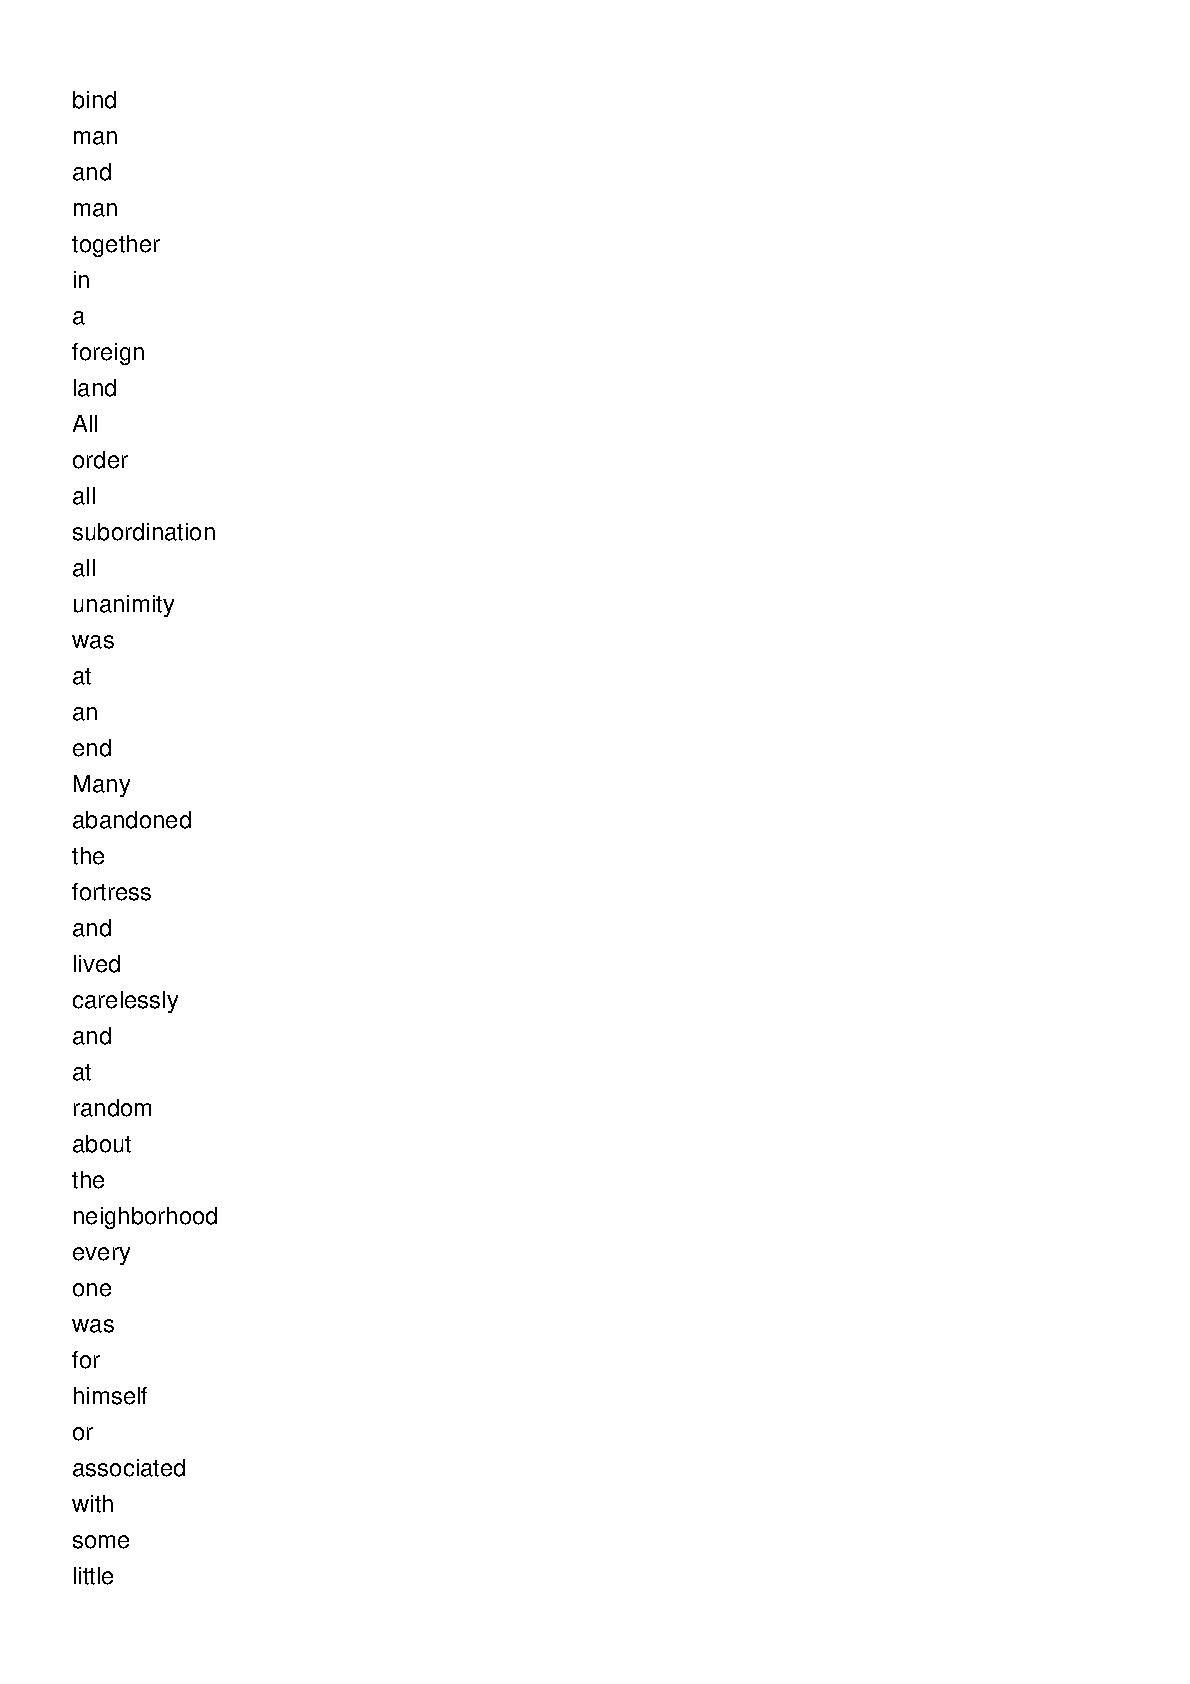 bind
man
and
man
together
in
a
foreign
land
All
order
all
subordination
all
unanimity
was
at
an
end
Many
abandoned
the
fortress
and
lived
carelessly
and
at
random
about
the
neighborhood
every
one
was
for
himself
or
associated
with
some
little